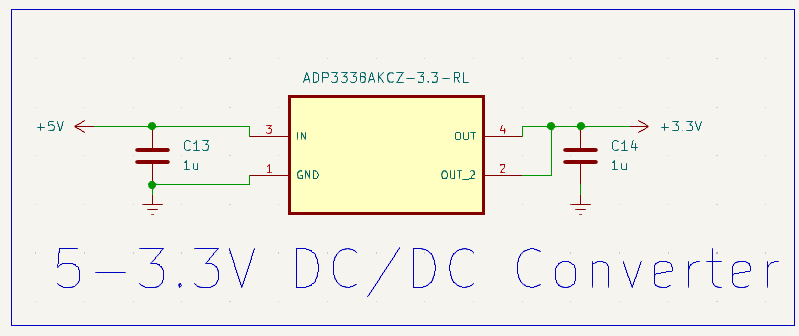 ADP3338AKCZ-3.3-RL
+5V
3
IN
OUT
4
+3.3V
C13
1u
C14
1u
1
GND
OUT_2
2
5-3.3V DC/DC Converter